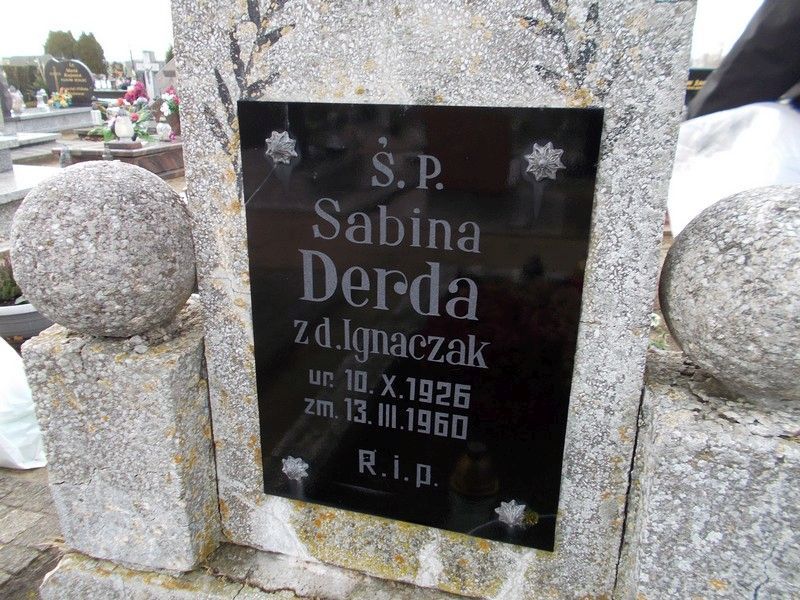 Ś. P.
Sabina
Derda
z d. Ignaczak
ur. 10. X. 1926
zm. 13. III. 1960
R. i. p.